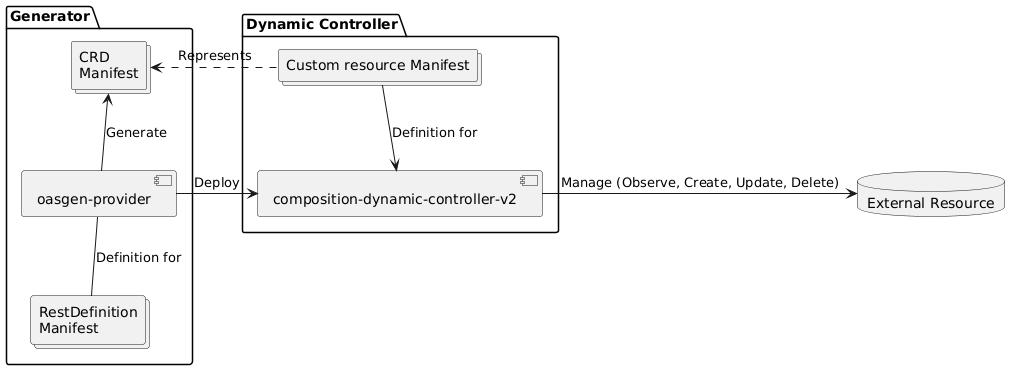 Generator
Dynamic Controller
CRD
Manifest
Represents
Custom resource Manifest
Generate
Definition for
oasgen-provider
Deploy
composition-dynamic-controller-v2
Manage (Observe, Create, Update, Delete)
External Resource
Definition for
RestDefinition
Manifest